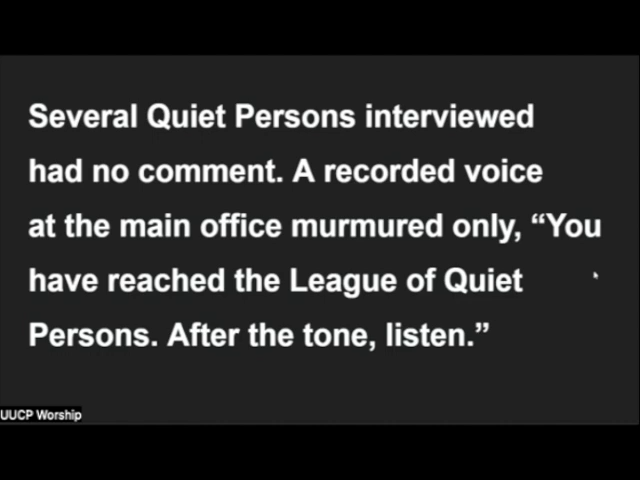 Several Quiet Persons interviewed
had no comment. A recorded voice
at the main office murmured only, “You
have reached the League of Quiet
Persons. After the tone, listen.”
UUCP Worship